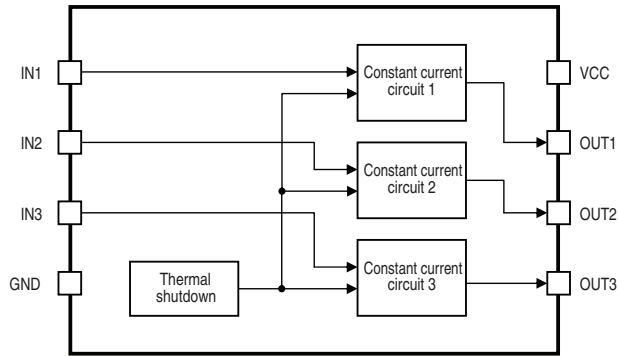 IN1
Constant current
circuit 1
VCC
IN2
OUT1
Constant current
circuit 2
IN3
OUT2
Constant current
circuit 3
GND
Thermal
shutdown
OUT3